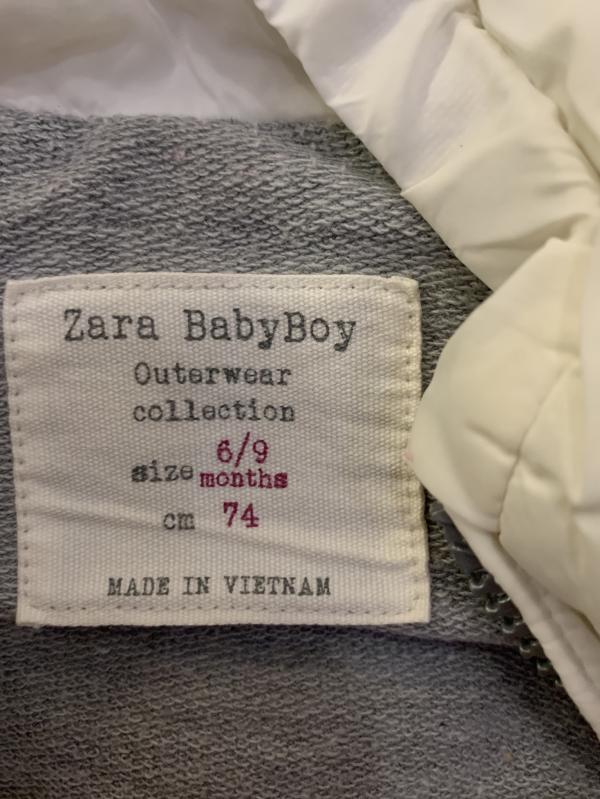 Zara BabyBoy
Outerwear
collection
size 6/9 months
cm 74
MADE IN VIETNAM